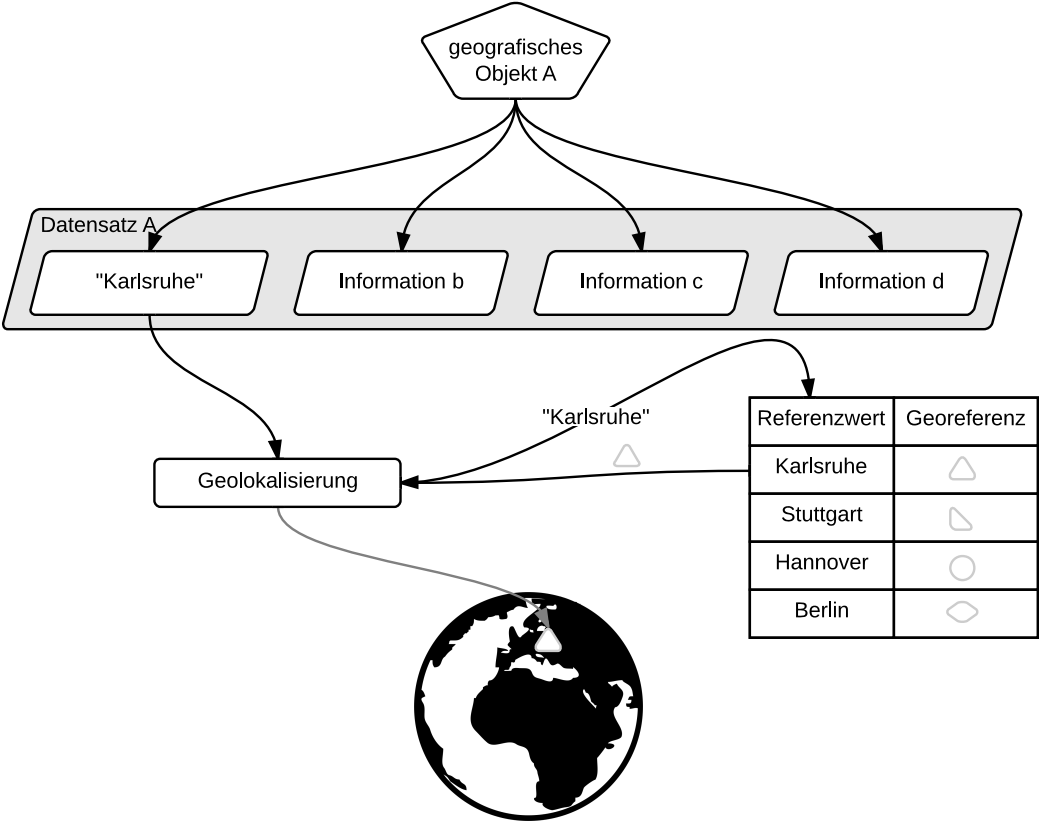 geografisches
Objekt A
Datensatz A
"Karlsruhe"
Information b
Information c
Information d
"Karlsruhe"
Referenzwert
Georeferenz
Karlsruhe
Geolokalisierung
Stuttgart
Hannover
Berlin